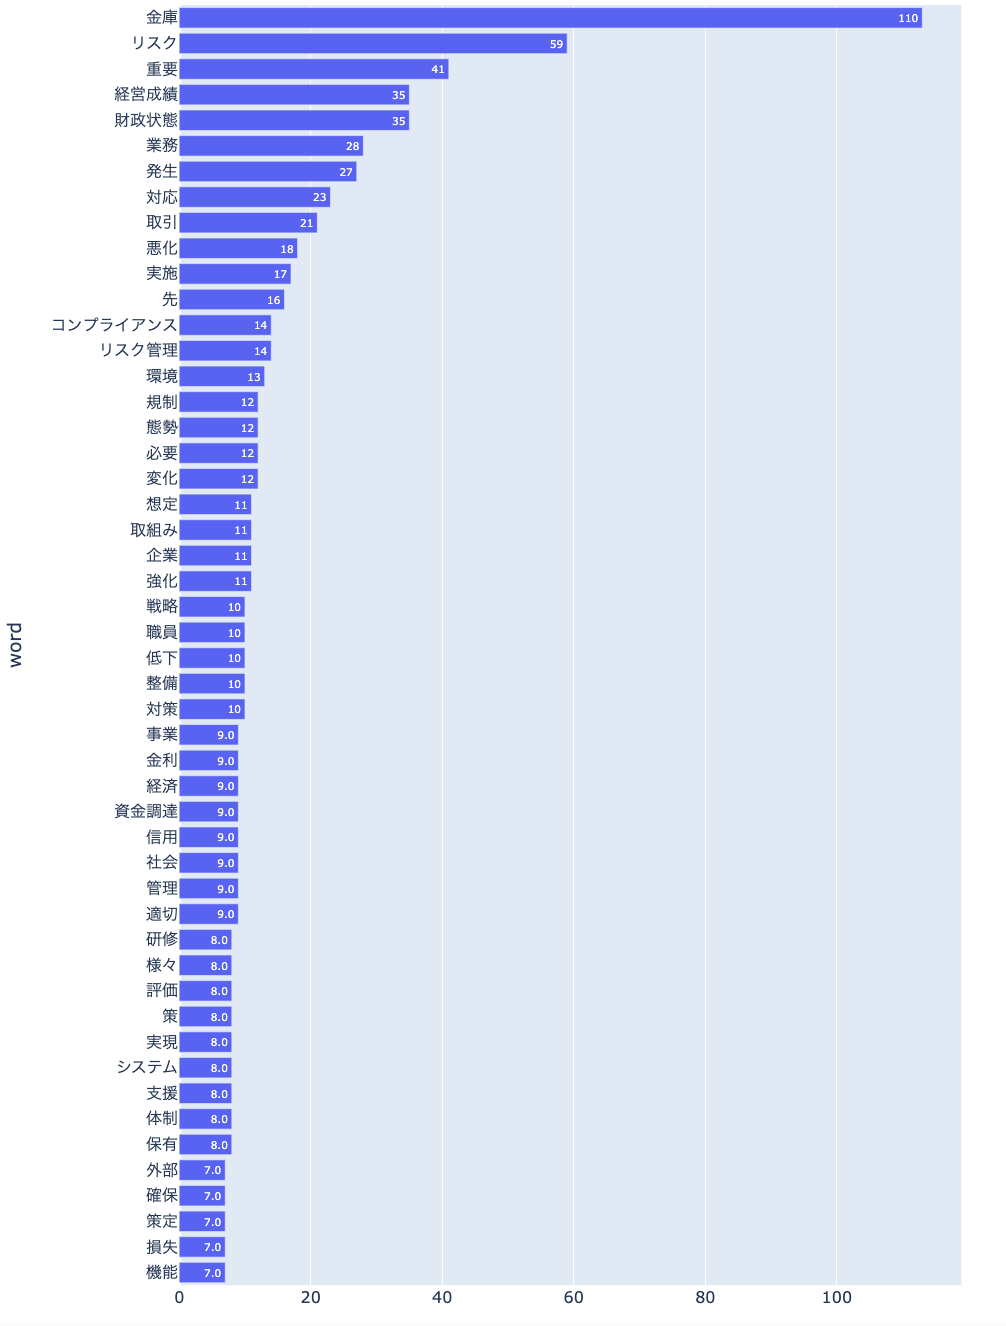 金庫 110
リスク 59
重要 41
経営成績 35
財政状態 35
業務 28
発生 27
対応 23
取引 21
悪化 18
実施 17
先 16
コンプライアンス 14
リスク管理 14
環境 13
規制 12
態勢 12
必要 12
変化 12
想定 11
取組み 11
企業 11
強化 11
戦略 10
職員 10
低下 10
整備 10
対策 10
事業 9.0
金利 9.0
経済 9.0
資金調達 9.0
信用 9.0
社会 9.0
管理 9.0
適切 9.0
研修 8.0
様々 8.0
評価 8.0
策 8.0
実現 8.0
システム 8.0
支援 8.0
体制 8.0
保有 8.0
外部 7.0
確保 7.0
策定 7.0
損失 7.0
機能 7.0
0 20 40 60 80 100
word